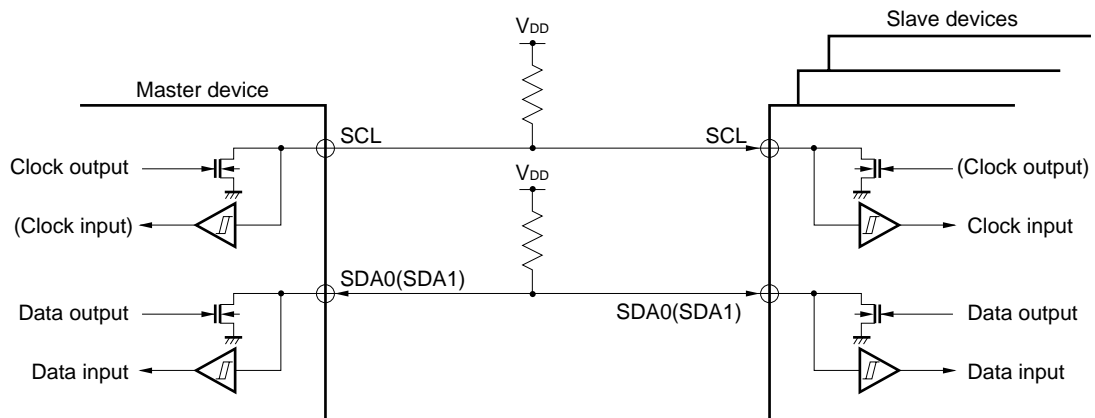 Slave devices
VDD
Master device
SCL
SCL
Clock output
(Clock output)
VDD
(Clock input)
Clock input
SDA0(SDA1)
SDA0(SDA1)
Data output
Data output
Data input
Data input